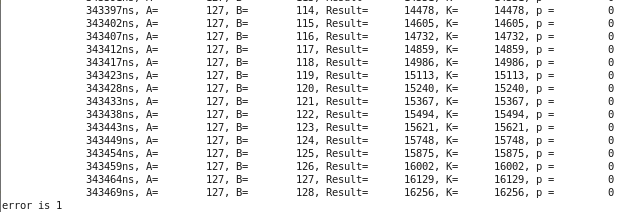 343397ns, A= 127, B= 114, Result= 14478, K= 14478, p = 0
343402ns, A= 127, B= 115, Result= 14605, K= 14605, p = 0
343407ns, A= 127, B= 116, Result= 14732, K= 14732, p = 0
343412ns, A= 127, B= 117, Result= 14859, K= 14859, p = 0
343417ns, A= 127, B= 118, Result= 14986, K= 14986, p = 0
343423ns, A= 127, B= 119, Result= 15113, K= 15113, p = 0
343428ns, A= 127, B= 120, Result= 15240, K= 15240, p = 0
343433ns, A= 127, B= 121, Result= 15367, K= 15367, p = 0
343438ns, A= 127, B= 122, Result= 15494, K= 15494, p = 0
343443ns, A= 127, B= 123, Result= 15621, K= 15621, p = 0
343449ns, A= 127, B= 124, Result= 15748, K= 15748, p = 0
343454ns, A= 127, B= 125, Result= 15875, K= 15875, p = 0
343459ns, A= 127, B= 126, Result= 16002, K= 16002, p = 0
343464ns, A= 127, B= 127, Result= 16129, K= 16129, p = 0
343469ns, A= 127, B= 128, Result= 16256, K= 16256, p = 0
error is 1